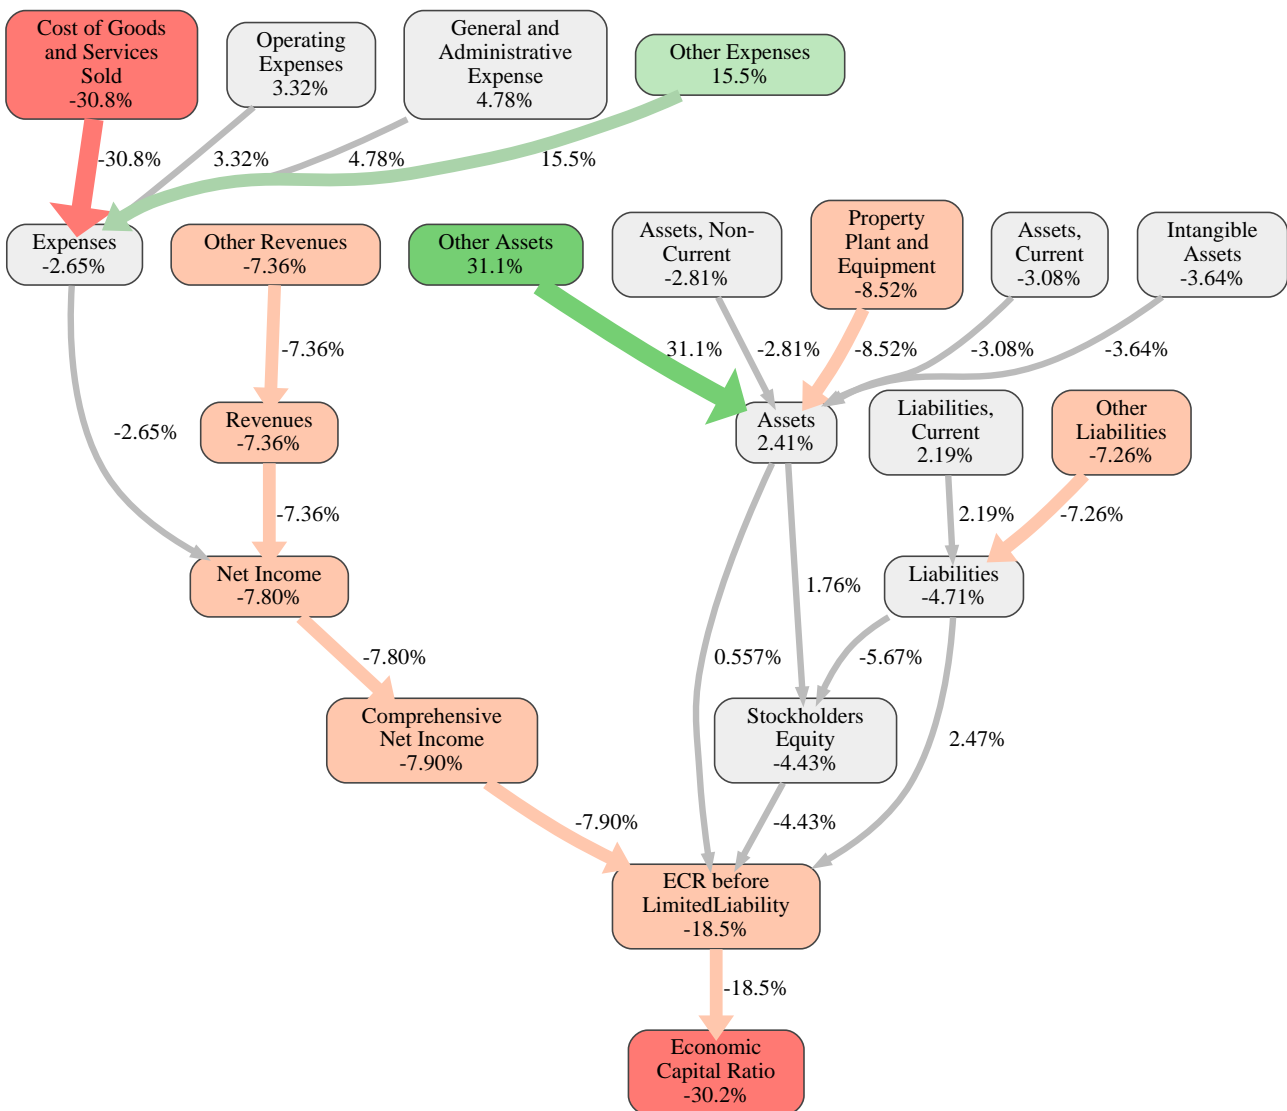 Cost of Goods
and Services
Sold
-30.8%
Operating
Expenses
3.32%
General and
Administrative
Expense
4.78%
Other Expenses
15.5%
-30.8%
3.32%
4.78%
15.5%
Expenses
-2.65%
Other Revenues
-7.36%
Other Assets
31.1%
Assets, Non-
Current
-2.81%
Property
Plant and
Equipment
-8.52%
Assets,
Current
-3.08%
Intangible
Assets
-3.64%
-7.36%
31.1%
-2.81%
-8.52%
-3.08%
-3.64%
-2.65%
Revenues
-7.36%
Assets
2.41%
Liabilities,
Current
2.19%
Other
Liabilities
-7.26%
-7.36%
2.19%
-7.26%
Net Income
-7.80%
1.76%
Liabilities
-4.71%
-7.80%
0.557%
-5.67%
Comprehensive
Net Income
-7.90%
Stockholders
Equity
-4.43%
2.47%
-7.90%
-4.43%
ECR before
LimitedLiability
-18.5%
-18.5%
Economic
Capital Ratio
-30.2%